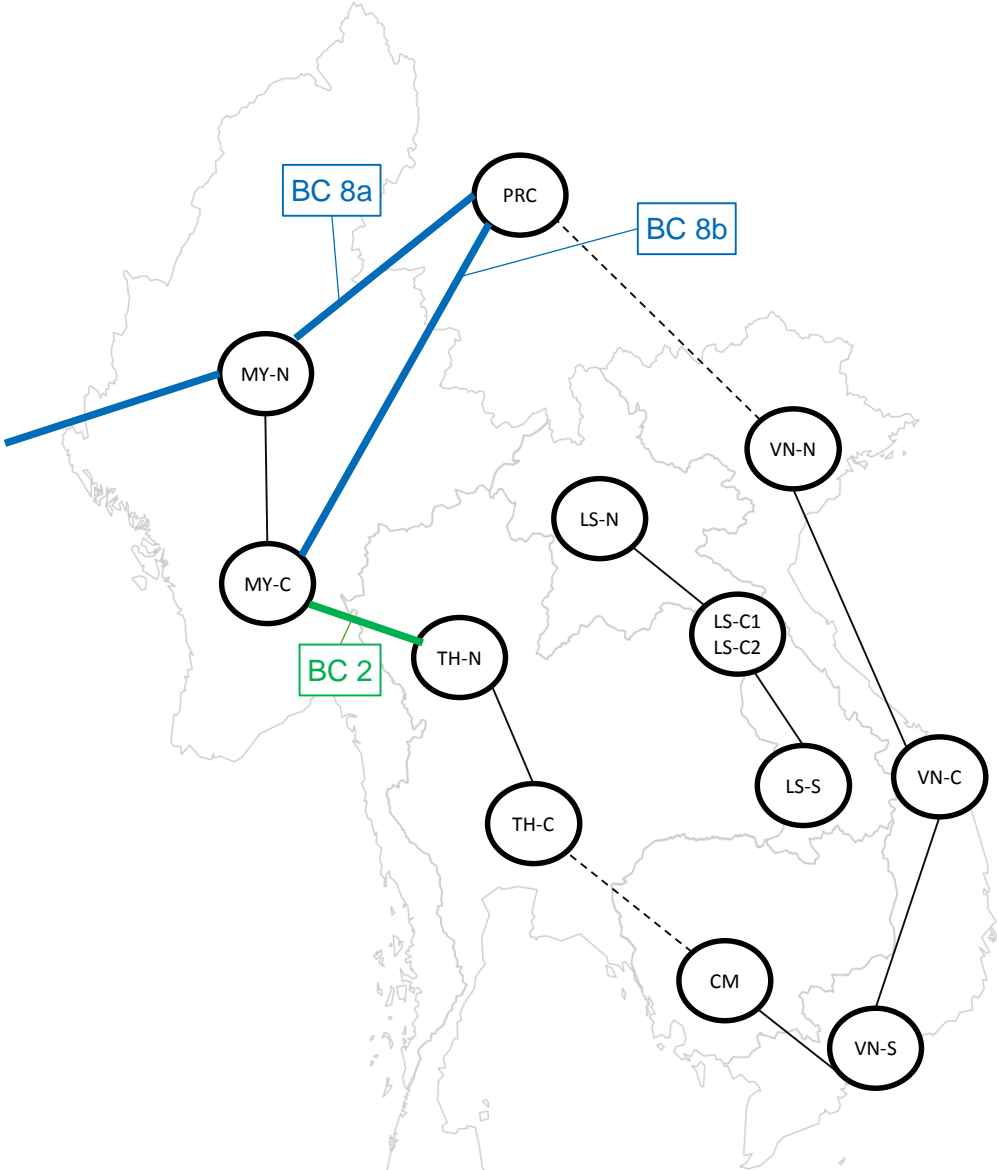 BC 8a
PRC
BC 8b
MY-N
VN-N
LS-N
MY-C
LS-C1
LS-C2
TH-N
BC 2
VN-C
LS-S
TH-C
CM
VN-S